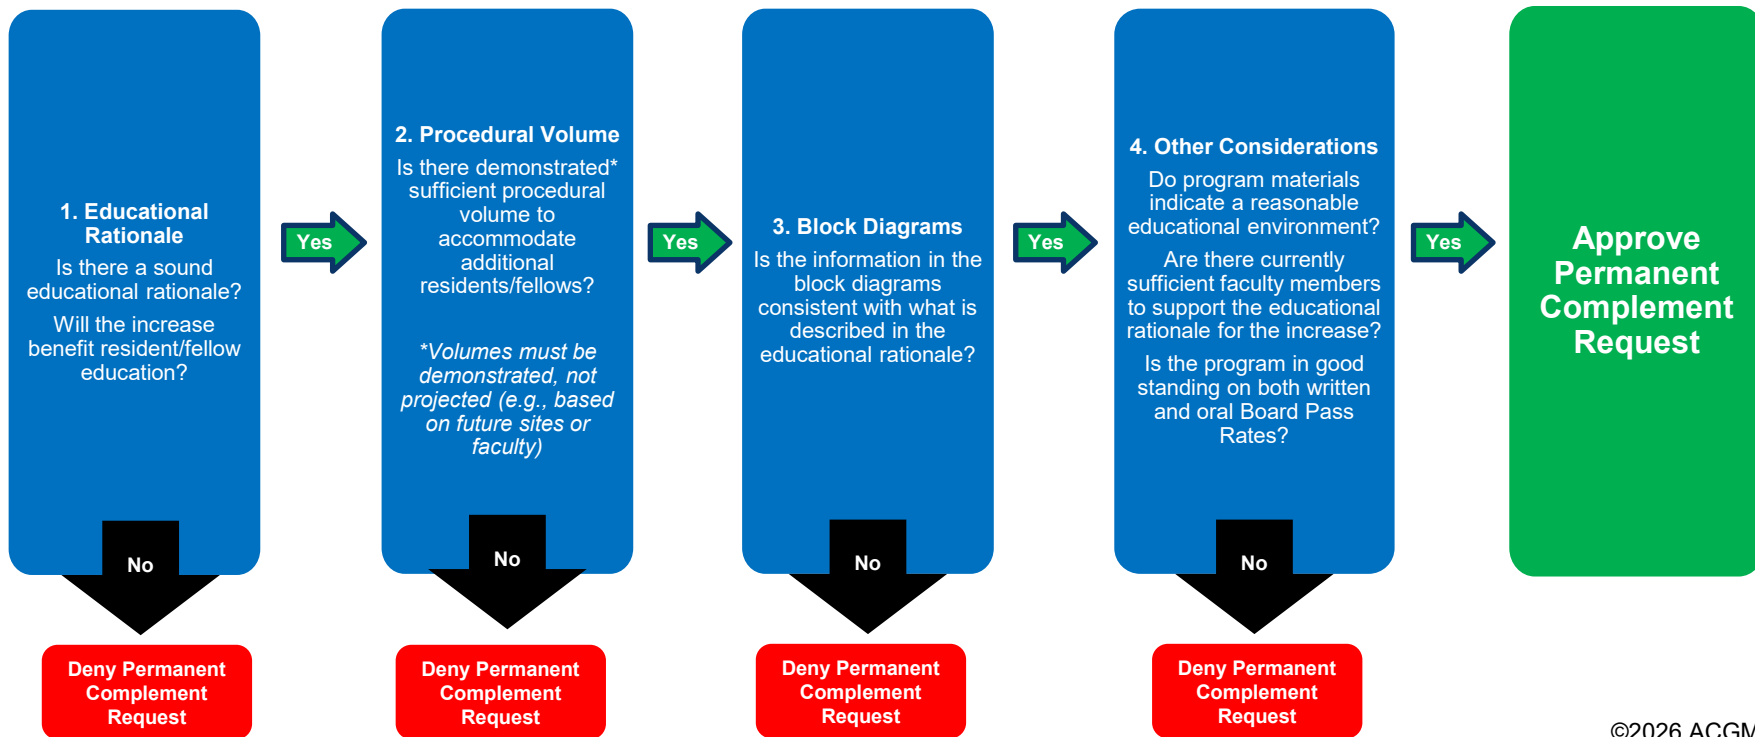 1. Educational
Rationale
Is there a sound
educational rationale?
Will the increase
benefit resident/fellow
education?
No
Deny Permanent
Complement
Request
Yes
2. Procedural Volume
Is there demonstrated*
sufficient procedural
volume to
accommodate
additional
residents/fellows?
*Volumes must be
demonstrated, not
projected (e.g., based
on future sites or
faculty)
No
Deny Permanent
Complement
Request
Yes
3. Block Diagrams
Is the information in the
block diagrams
consistent with what is
described in the
educational rationale?
No
Deny Permanent
Complement
Request
Yes
4. Other Considerations
Do program materials
indicate a reasonable
educational environment?
Are there currently
sufficient faculty members
to support the educational
rationale for the increase?
Is the program in good
standing on both written
and oral Board Pass
Rates?
No
Deny Permanent
Complement
Request
Yes
Approve
Permanent
Complement
Request
©2026 ACGM